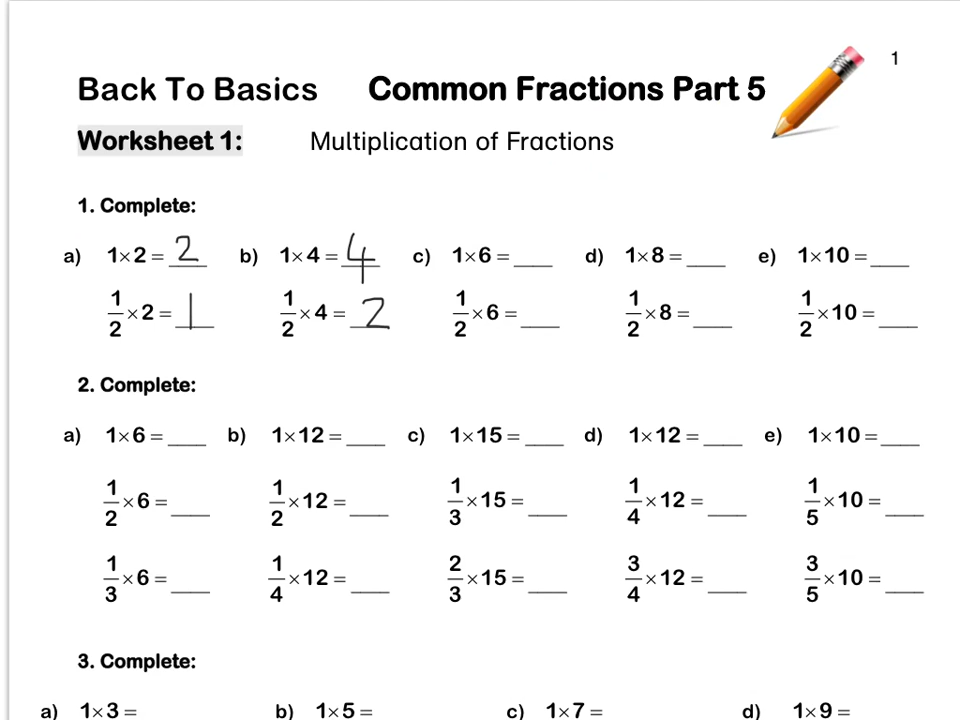 1
Back To Basics Common Fractions Part 5
Worksheet 1: Multiplication of Fractions
1. Complete:
a) 1×2 = 2 b) 1×4 = 4 c) 1×6 = ___ d) 1×8 = ___ e) 1×10 = ___
1/2 ×2 = 1 1/2 ×4 = 2 1/2 ×6 = ___ 1/2 ×8 = ___ 1/2 ×10 = ___
2. Complete:
a) 1×6 = ___ b) 1×12 = ___ c) 1×15 = ___ d) 1×12 = ___ e) 1×10 = ___
1/2 ×6 = ___ 1/2 ×12 = ___ 1/3 ×15 = ___ 1/4 ×12 = ___ 1/5 ×10 = ___
1/3 ×6 = ___ 1/4 ×12 = ___ 2/3 ×15 = ___ 3/4 ×12 = ___ 3/5 ×10 = ___
3. Complete:
a) 1×3 = b) 1×5 = c) 1×7 = d) 1×9 =